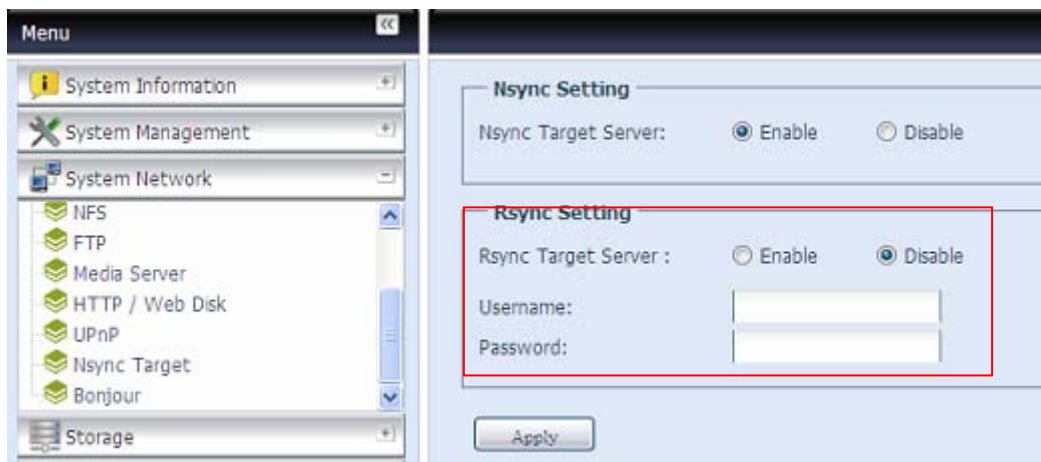 Menu
System Information
System Management
System Network
NFS
FTP
Media Server
HTTP / Web Disk
UPnP
Nsync Target
Bonjour
Storage
Nsync Setting
Nsync Target Server: Enable Disable
Rsync Setting
Rsync Target Server : Enable Disable
Username:
Password:
Apply